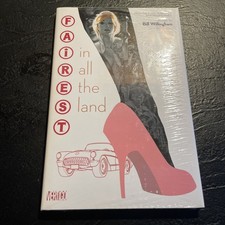 FAIREST
in
all
the
land
Bill Willingham
VERTIGO